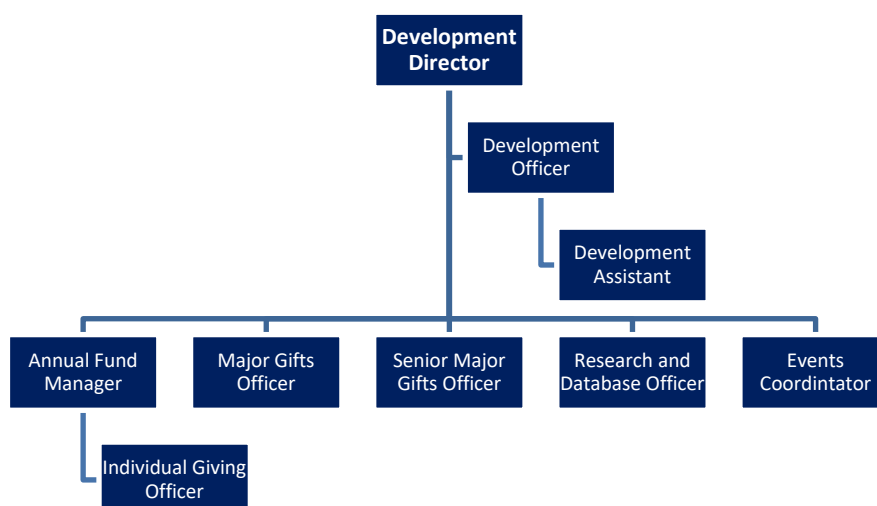 Development
Director
Development
Officer
Development
Assistant
Annual Fund
Manager
Major Gifts
Officer
Senior Major
Gifts Officer
Research and
Database Officer
Events
Coordintator
Individual Giving
Officer